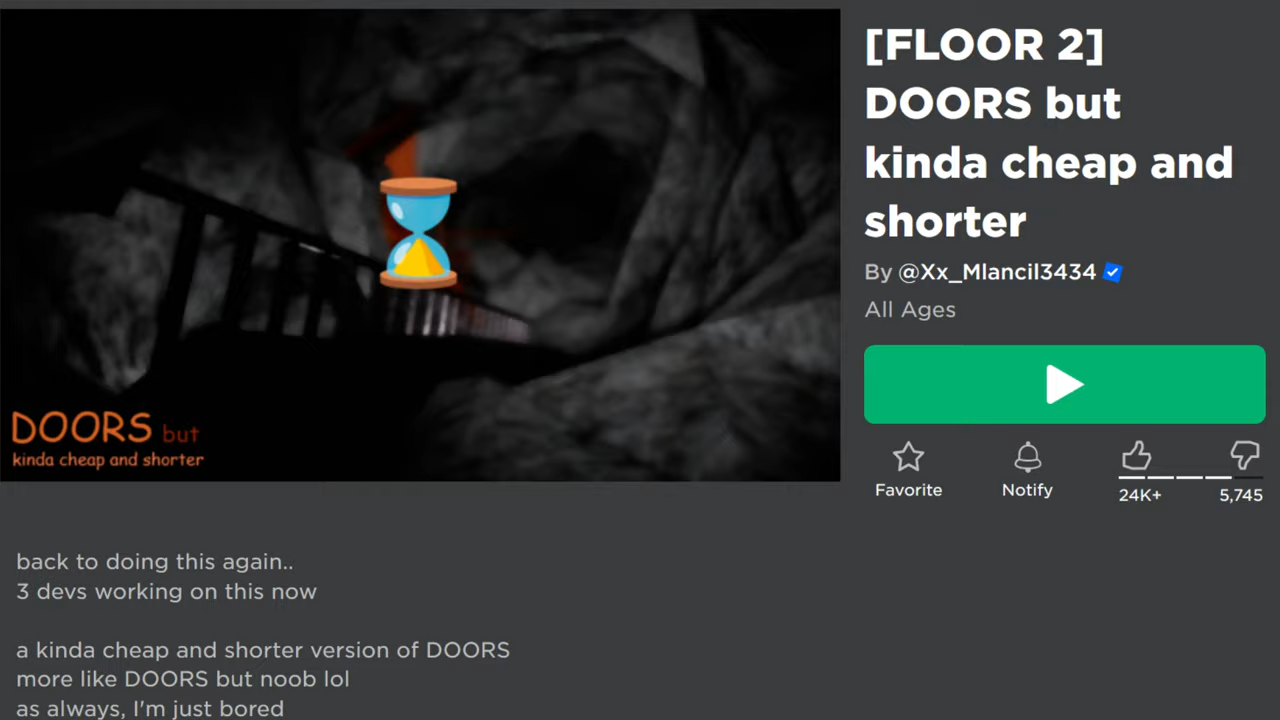 [FLOOR 2]
DOORS but
kinda cheap and
shorter
By @Xx_Mlancil3434
All Ages
Favorite
Notify
24K+
5,745
DOORS but
kinda cheap and shorter
back to doing this again..
3 devs working on this now
a kinda cheap and shorter version of DOORS
more like DOORS but noob lol
as always, I'm just bored